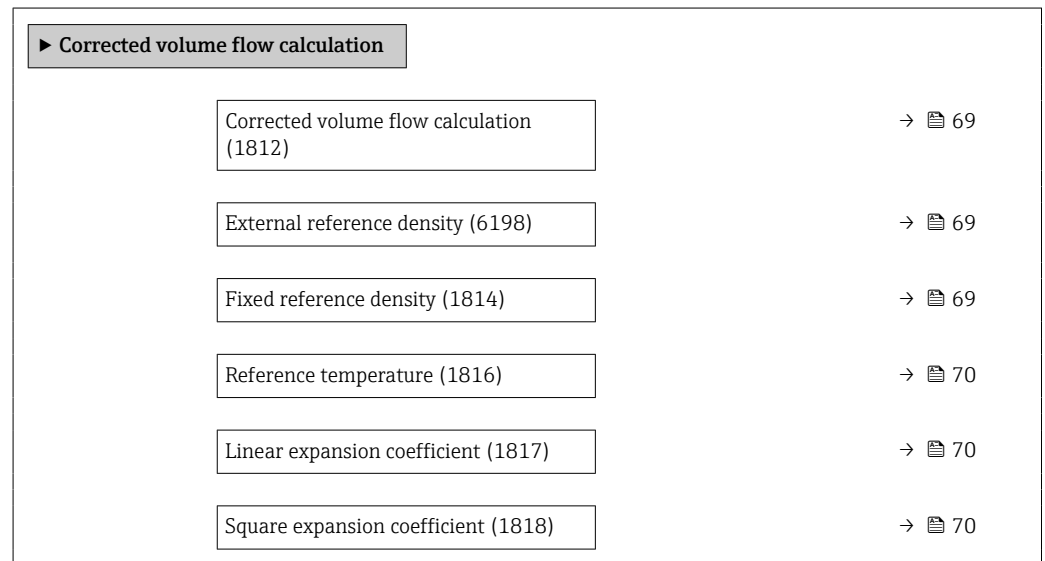 ▶ Corrected volume flow calculation
Corrected volume flow calculation → 🖹 69
(1812)
External reference density (6198) → 🖹 69
Fixed reference density (1814) → 🖹 69
Reference temperature (1816) → 🖹 70
Linear expansion coefficient (1817) → 🖹 70
Square expansion coefficient (1818) → 🖹 70